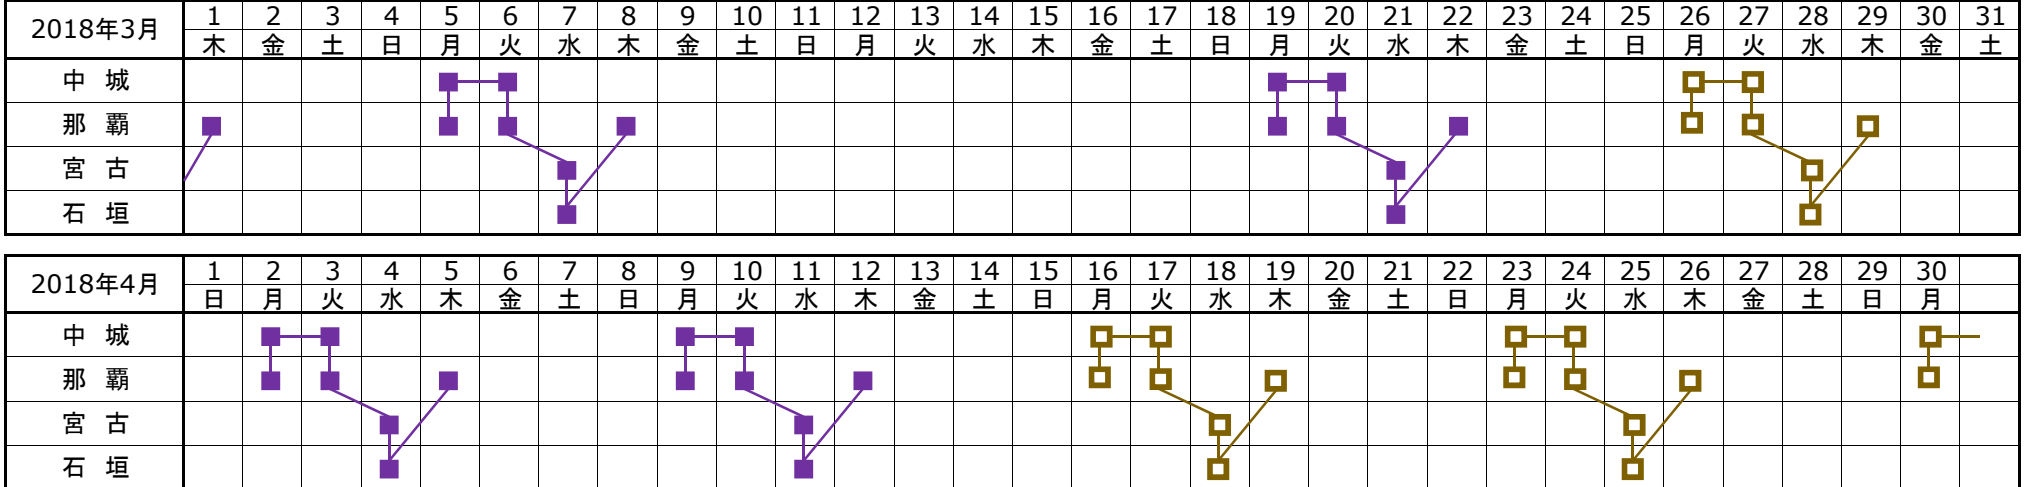 2018年3月 1 2 3 4 5 6 7 8 9 10 11 12 13 14 15 16 17 18 19 20 21 22 23 24 25 26 27 28 29 30 31
木 金 土 日 月 火 水 木 金 土 日 月 火 水 木 金 土 日 月 火 水 木 金 土 日 月 火 水 木 金 土
中 城
那 覇
宮 古
石 垣
2018年4月 1 2 3 4 5 6 7 8 9 10 11 12 13 14 15 16 17 18 19 20 21 22 23 24 25 26 27 28 29 30
日 月 火 水 木 金 土 日 月 火 水 木 金 土 日 月 火 水 木 金 土 日 月 火 水 木 金 土 日 月
中 城
那 覇
宮 古
石 垣